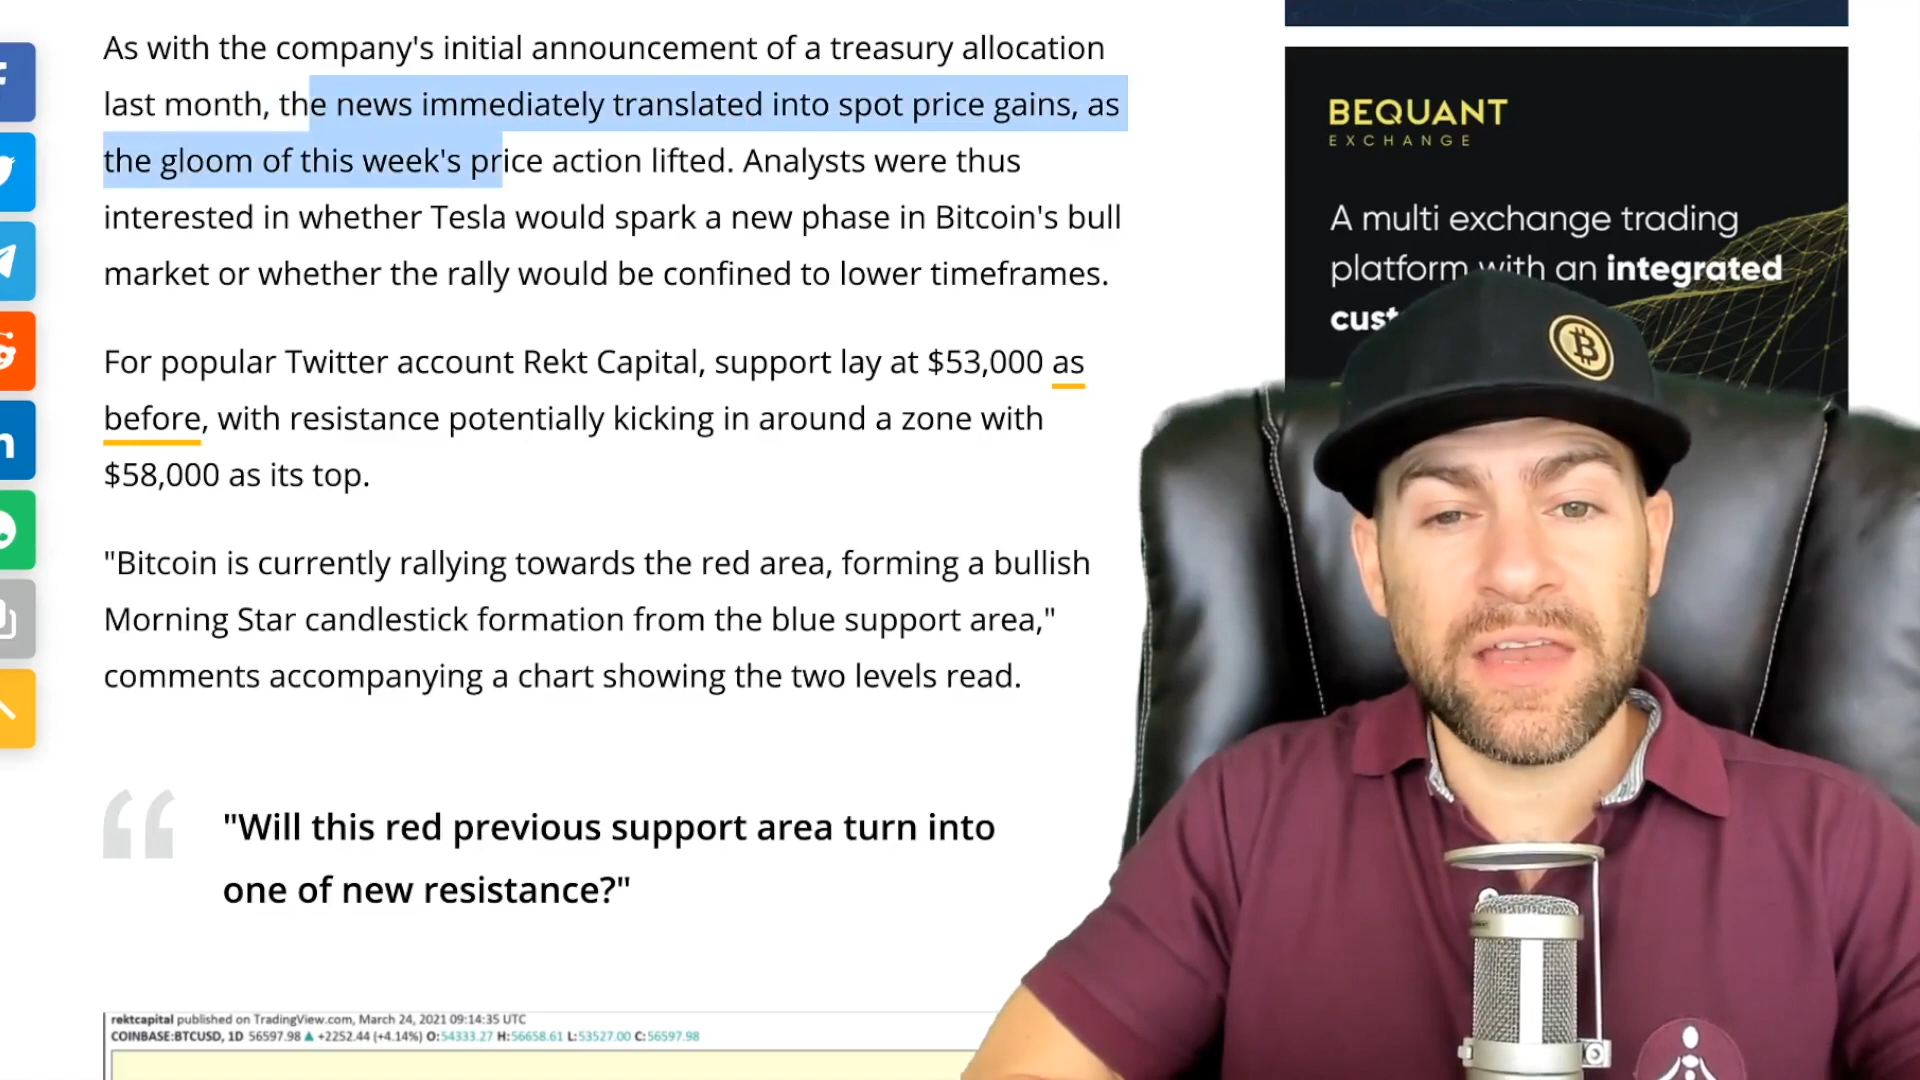 As with the company's initial announcement of a treasury allocation
last month, the news immediately translated into spot price gains, as
the gloom of this week's price action lifted. Analysts were thus
interested in whether Tesla would spark a new phase in Bitcoin's bull
market or whether the rally would be confined to lower timeframes.
For popular Twitter account Rekt Capital, support lay at $53,000 as
before, with resistance potentially kicking in around a zone with
$58,000 as its top.
"Bitcoin is currently rallying towards the red area, forming a bullish
Morning Star candlestick formation from the blue support area,"
comments accompanying a chart showing the two levels read.
"Will this red previous support area turn into
one of new resistance?"
rektcapital published on TradingView.com, March 24, 2021 09:14:35 UTC
COINBASE:BTCUSD, 1D 56597.98 ▲ +2252.44 (+4.14%) O:54333.27 H:56658.61 L:53527.00 C:56597.98
BEQUANT
EXCHANGE
A multi exchange trading
platform with an integrated